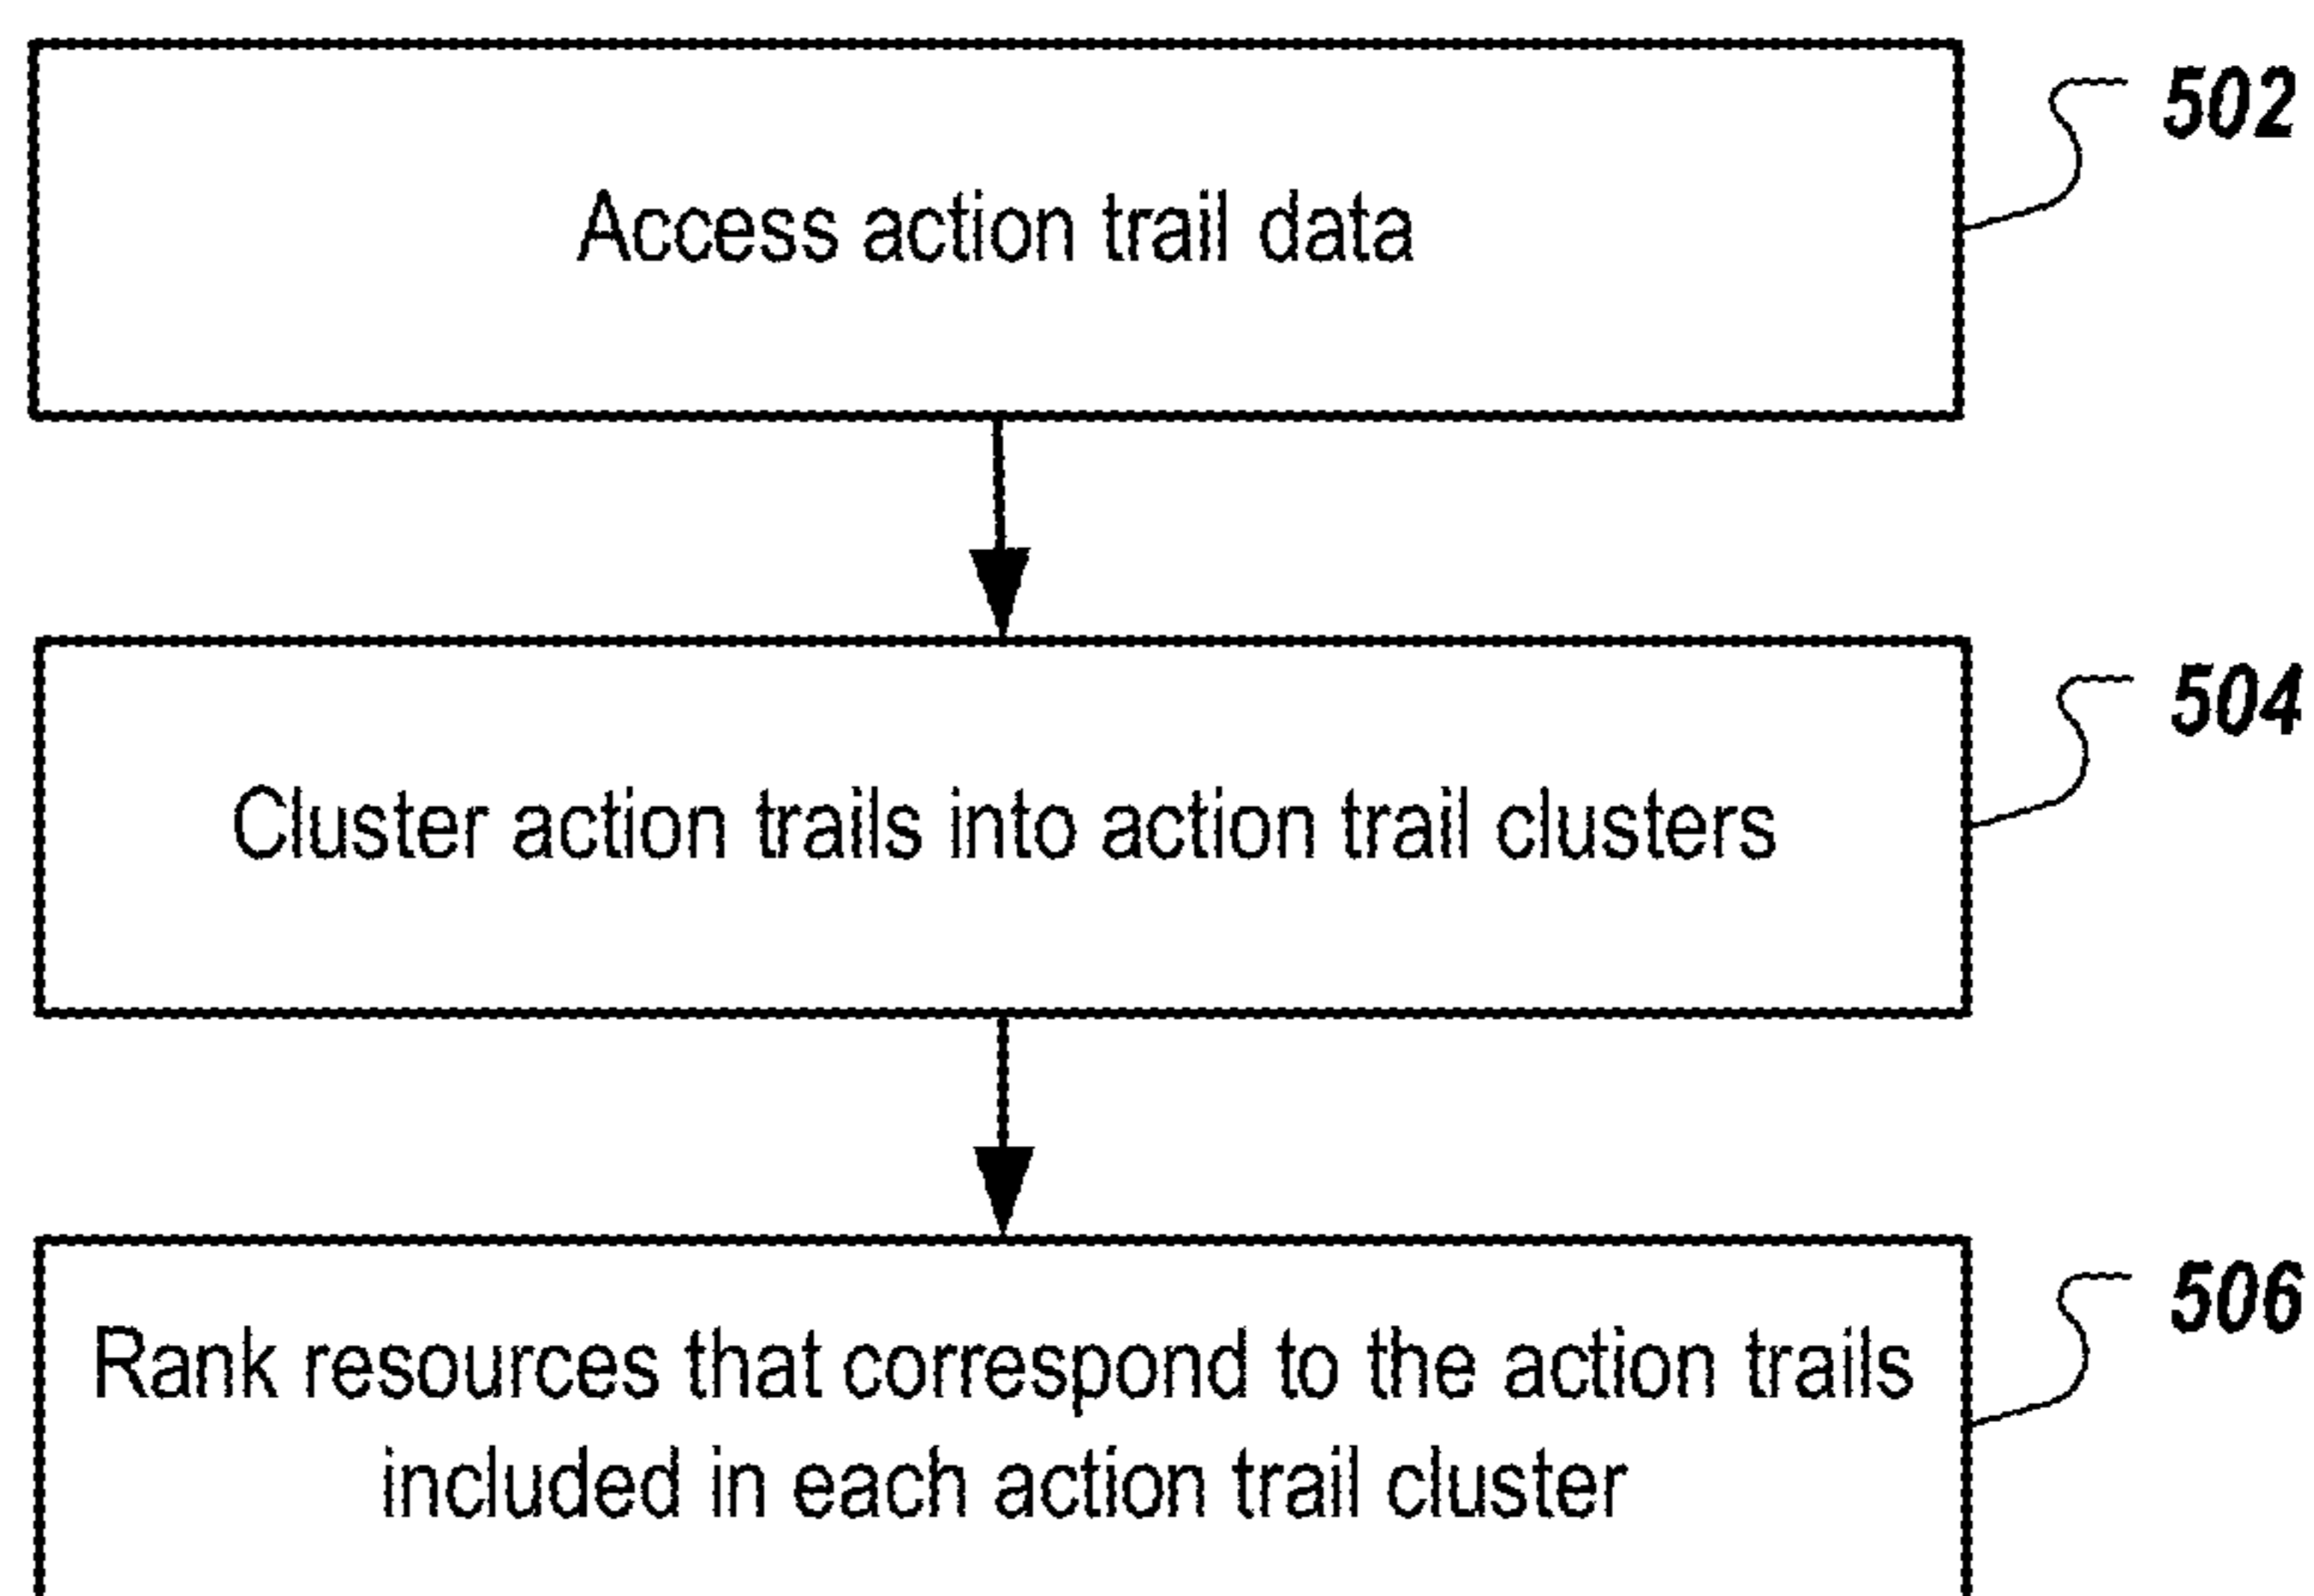 502
Access action trail data
504
Cluster action trails into action trail clusters
506
Rank resources that correspond to the action trails
included in each action trail cluster